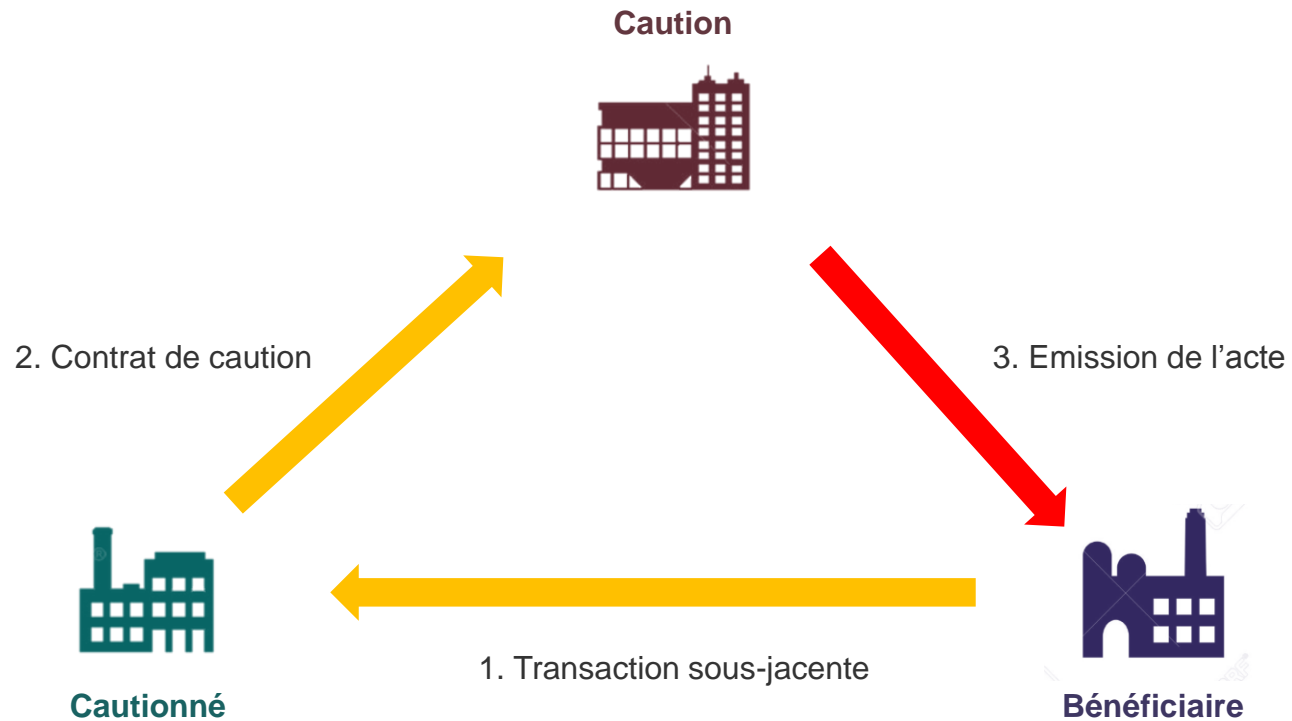 Caution
2. Contrat de caution
3. Emission de l’acte
1. Transaction sous-jacente
Cautionné
Bénéficiaire